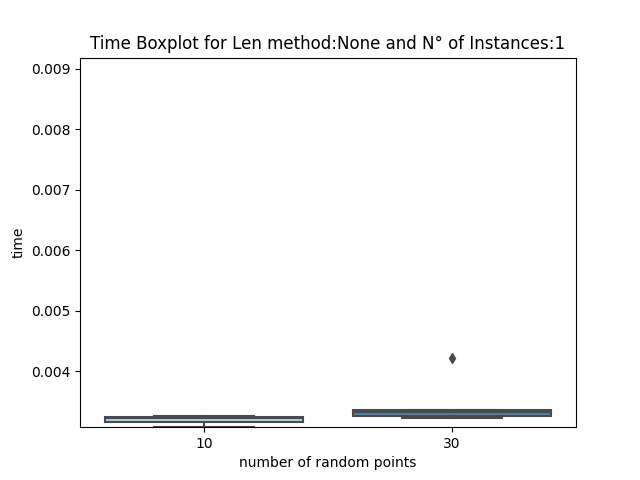 Time Boxplot for Len method:None and N° of Instances:1
0.009
0.008
0.007
0.006
0.005
0.004
time
10
30
number of random points